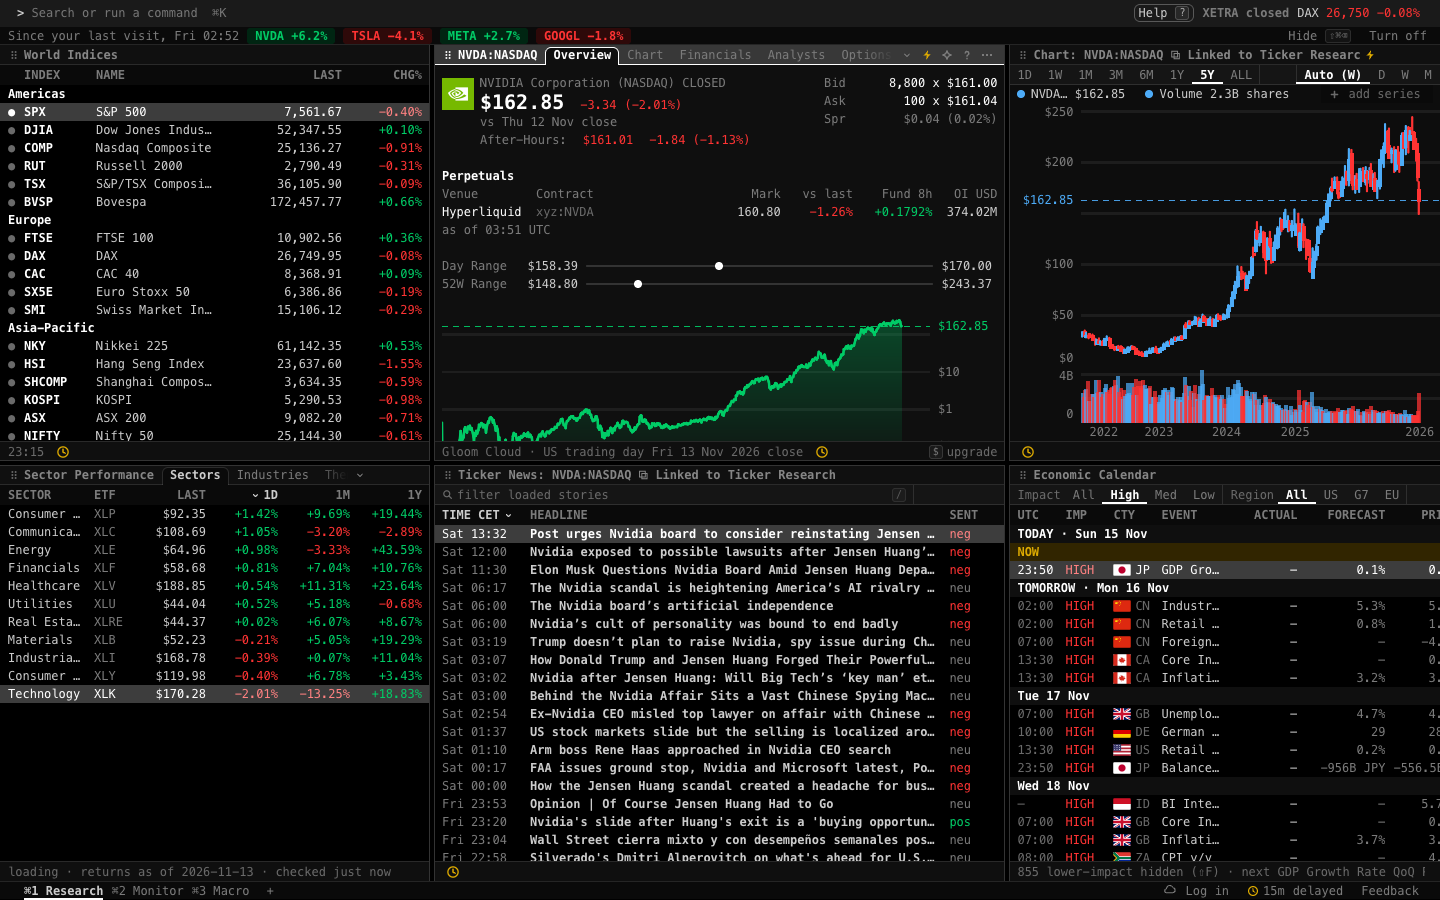 > Search or run a command ⌘K
Help ? XETRA closed DAX 26,750 −0.08%
Since your last visit, Fri 02:52 NVDA +6.2% TSLA −4.1% META +2.7% GOOGL −1.8%
Hide ⇧⌘⌫ Turn off
World Indices
INDEX NAME LAST CHG%
Americas
SPX S&P 500 7,561.67 −0.40%
DJIA Dow Jones Indus… 52,347.55 +0.10%
COMP Nasdaq Composite 25,136.27 −0.91%
RUT Russell 2000 2,790.49 −0.31%
TSX S&P/TSX Composi… 36,105.90 −0.09%
BVSP Bovespa 172,457.77 +0.66%
Europe
FTSE FTSE 100 10,902.56 +0.36%
DAX DAX 26,749.95 −0.08%
CAC CAC 40 8,368.91 +0.09%
SX5E Euro Stoxx 50 6,386.86 −0.19%
SMI Swiss Market In… 15,106.12 −0.29%
Asia−Pacific
NKY Nikkei 225 61,142.35 +0.53%
HSI Hang Seng Index 23,637.60 −1.55%
SHCOMP Shanghai Compos… 3,634.35 −0.59%
KOSPI KOSPI 5,290.53 −0.98%
ASX ASX 200 9,082.20 −0.71%
NIFTY Nifty 50 25,144.30 −0.61%
23:15
NVDA:NASDAQ Overview Chart Financials Analysts Options
NVIDIA Corporation (NASDAQ) CLOSED
$162.85 −3.34 (−2.01%)
vs Thu 12 Nov close
After−Hours: $161.01 −1.84 (−1.13%)
Bid 8,800 x $161.00
Ask 100 x $161.04
Spr $0.04 (0.02%)
Perpetuals
Venue Contract Mark vs last Fund 8h OI USD
Hyperliquid xyz:NVDA 160.80 −1.26% +0.1792% 374.02M
as of 03:51 UTC
Day Range $158.39 $170.00
52W Range $148.80 $243.37
$162.85
$10
$1
Gloom Cloud · US trading day Fri 13 Nov 2026 close $ upgrade
Chart: NVDA:NASDAQ Linked to Ticker Researc
1D 1W 1M 3M 6M 1Y 5Y ALL Auto (W) D W M
NVDA… $162.85 Volume 2.3B shares + add series
$250
$200
$162.85
$100
$50
$0
4B
0
2022 2023 2024 2025 2026
Sector Performance Sectors Industries The
SECTOR ETF LAST 1D 1M 1Y
Consumer … XLP $92.35 +1.42% +9.69% +19.44%
Communica… XLC $108.69 +1.05% −3.20% −2.89%
Energy XLE $64.96 +0.98% −3.33% +43.59%
Financials XLF $58.68 +0.81% +7.04% +10.76%
Healthcare XLV $188.85 +0.54% +11.31% +23.64%
Utilities XLU $44.04 +0.52% +5.18% −0.68%
Real Esta… XLRE $44.37 +0.02% +6.07% +8.67%
Materials XLB $52.23 −0.21% +5.05% +19.29%
Industria… XLI $168.78 −0.39% +0.07% +11.04%
Consumer … XLY $119.98 −0.40% +6.78% +3.43%
Technology XLK $170.28 −2.01% −13.25% +18.83%
loading · returns as of 2026−11−13 · checked just now
Ticker News: NVDA:NASDAQ Linked to Ticker Research
filter loaded stories /
TIME CET HEADLINE SENT
Sat 13:32 Post urges Nvidia board to consider reinstating Jensen … neg
Sat 12:00 Nvidia exposed to possible lawsuits after Jensen Huang’… neg
Sat 11:30 Elon Musk Questions Nvidia Board Amid Jensen Huang Depa… neg
Sat 06:17 The Nvidia scandal is heightening America’s AI rivalry … neu
Sat 06:00 The Nvidia board’s artificial independence neg
Sat 06:00 Nvidia’s cult of personality was bound to end badly neg
Sat 03:19 Trump doesn’t plan to raise Nvidia, spy issue during Ch… neu
Sat 03:07 How Donald Trump and Jensen Huang Forged Their Powerful… neu
Sat 03:02 Nvidia after Jensen Huang: Will Big Tech’s ‘key man’ et… neu
Sat 03:00 Behind the Nvidia Affair Sits a Vast Chinese Spying Mac… neu
Sat 02:54 Ex−Nvidia CEO misled top lawyer on affair with Chinese … neg
Sat 01:37 US stock markets slide but the selling is localized aro… neg
Sat 01:10 Arm boss Rene Haas approached in Nvidia CEO search neu
Sat 00:17 FAA issues ground stop, Nvidia and Microsoft latest, Po… neg
Sat 00:00 How the Jensen Huang scandal created a headache for bus… neg
Fri 23:53 Opinion | Of Course Jensen Huang Had to Go neu
Fri 23:20 Nvidia's slide after Huang's exit is a 'buying opportun… pos
Fri 23:04 Wall Street cierra mixto y con desempeños semanales pos… neu
Fri 22:58 Silverado's Dmitri Alperovitch on what's ahead for U.S.… neu
Economic Calendar
Impact All High Med Low Region All US G7 EU
UTC IMP CTY EVENT ACTUAL FORECAST PRI
TODAY · Sun 15 Nov
NOW
23:50 HIGH JP GDP Gro… — 0.1% 0.
TOMORROW · Mon 16 Nov
02:00 HIGH CN Industr… — 5.3% 5.
02:00 HIGH CN Retail … — 0.8% 1.
07:00 HIGH CN Foreign… — — −4.
13:30 HIGH CA Core In… — — 0.
13:30 HIGH CA Inflati… — 3.2% 3.
Tue 17 Nov
07:00 HIGH GB Unemplo… — 4.7% 4.
10:00 HIGH DE German … — 29 28
13:30 HIGH US Retail … — 0.2% 0.
23:50 HIGH JP Balance… — −956B JPY −556.5B
Wed 18 Nov
— HIGH ID BI Inte… — — 5.7
07:00 HIGH GB Core In… — — 0.
07:00 HIGH GB Inflati… — 3.7% 3.
08:00 HIGH ZA CPI y/y — — 3.
855 lower−impact hidden (⇧F) · next GDP Growth Rate QoQ
⌘1 Research ⌘2 Monitor ⌘3 Macro +
Log in 15m delayed Feedback